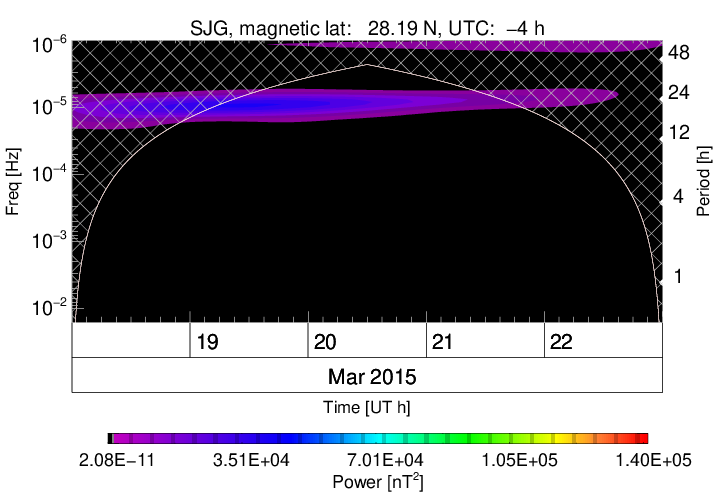 SJG, magnetic lat:   28.19 N, UTC:  −4 h
10⁻⁶
10⁻⁵
10⁻⁴
10⁻³
10⁻²
Freq [Hz]
48
24
12
4
1
Period [h]
19 20 21 22
Mar 2015
Time [UT h]
2.08E−11 3.51E+04 7.01E+04 1.05E+05 1.40E+05
Power [nT²]